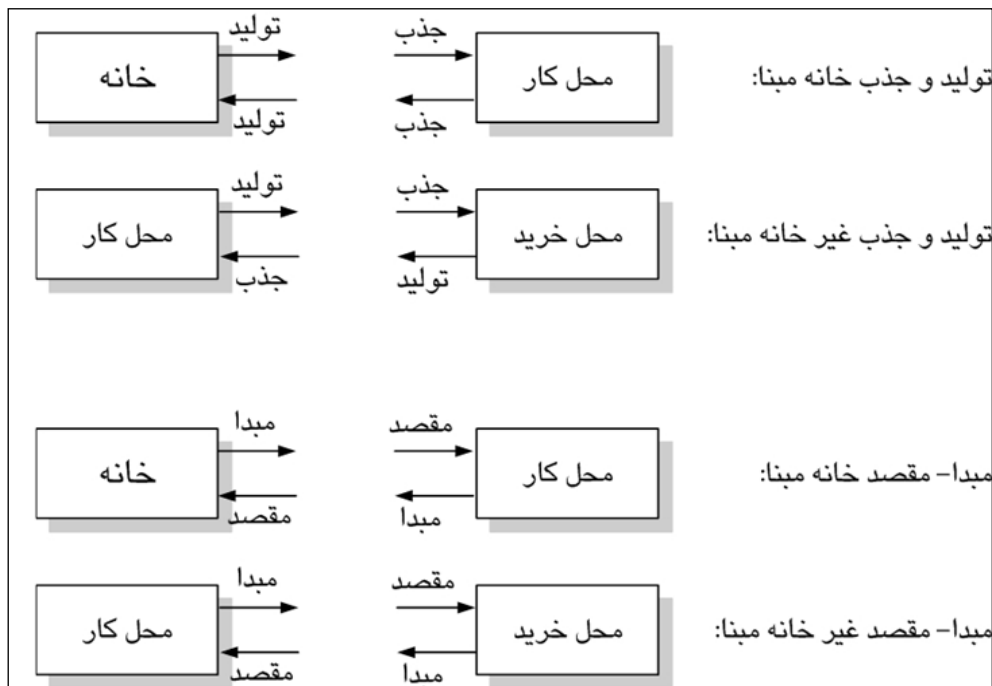 تولید جذب
تولید و جذب خانه مبنا: محل کار خانه
جذب تولید
جذب تولید
تولید و جذب غیر خانه مبنا: محل خرید محل کار
تولید جذب
مقصد مبدا
مبدا- مقصد خانه مبنا: محل کار خانه
مبدا مقصد
مقصد مبدا
مبدا- مقصد غیر خانه مبنا: محل خرید محل کار
مبدا مقصد